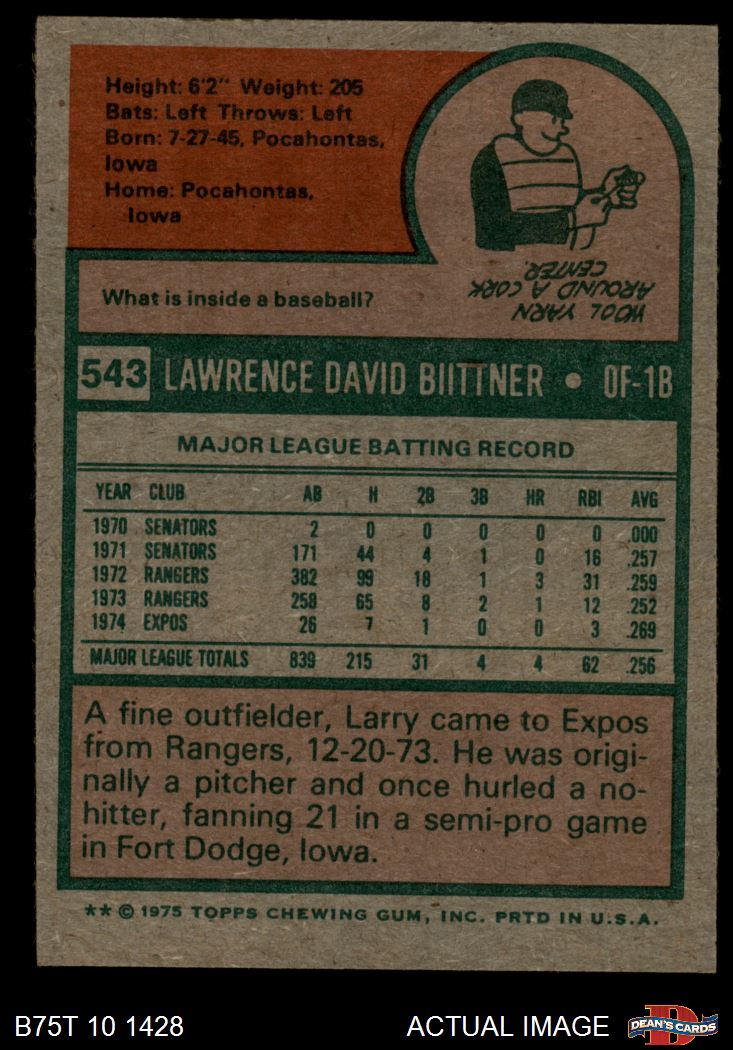 Height: 6'2" Weight: 205
Bats: Left Throws: Left
Born: 7-27-45, Pocahontas,
Iowa
Home: Pocahontas,
Iowa
What is inside a baseball?
WOOL YARN
AROUND A CORK
CENTER.
543 LAWRENCE DAVID BIITTNER • OF-1B
MAJOR LEAGUE BATTING RECORD
YEAR CLUB AB H 2B 3B HR RBI AVG
1970 SENATORS 2 0 0 0 0 0 .000
1971 SENATORS 171 44 4 1 0 16 .257
1972 RANGERS 382 99 18 1 3 31 .259
1973 RANGERS 258 65 8 2 1 12 .252
1974 EXPOS 26 7 1 0 0 3 .269
MAJOR LEAGUE TOTALS 839 215 31 4 4 62 .256
A fine outfielder, Larry came to Expos
from Rangers, 12-20-73. He was origi-
nally a pitcher and once hurled a no-
hitter, fanning 21 in a semi-pro game
in Fort Dodge, Iowa.
** © 1975 TOPPS CHEWING GUM, INC. PRTD IN U.S.A.
B75T 10 1428 ACTUAL IMAGE DEAN'S CARDS